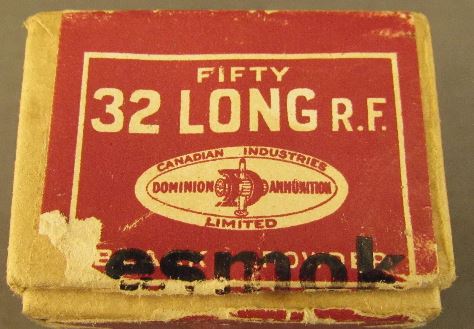 FIFTY
32 LONG R.F.
CANADIAN INDUSTRIES
DOMINION AMMUNITION
LIMITED
esmok